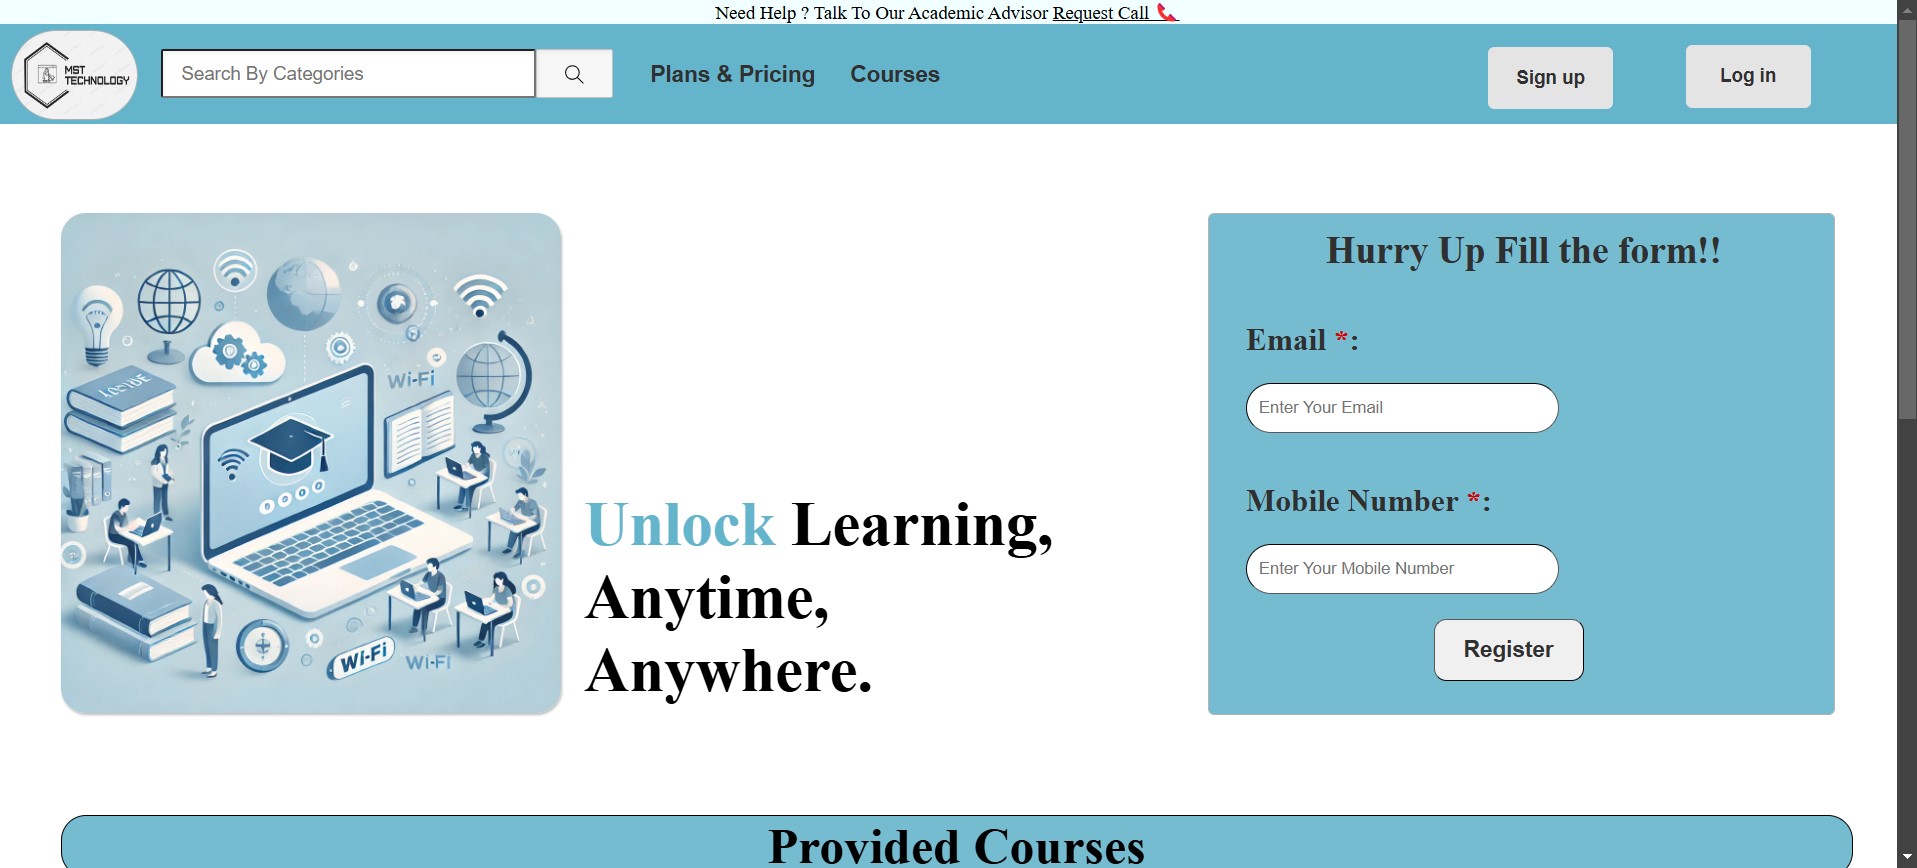 Need Help ? Talk To Our Academic Advisor Request Call
MST
TECHNOLOGY
Search By Categories
Plans & Pricing
Courses
Sign up
Log in
Wi-Fi
Wi-Fi
Wi-Fi
Unlock Learning,
Anytime,
Anywhere.
Hurry Up Fill the form!!
Email *:
Enter Your Email
Mobile Number *:
Enter Your Mobile Number
Register
Provided Courses